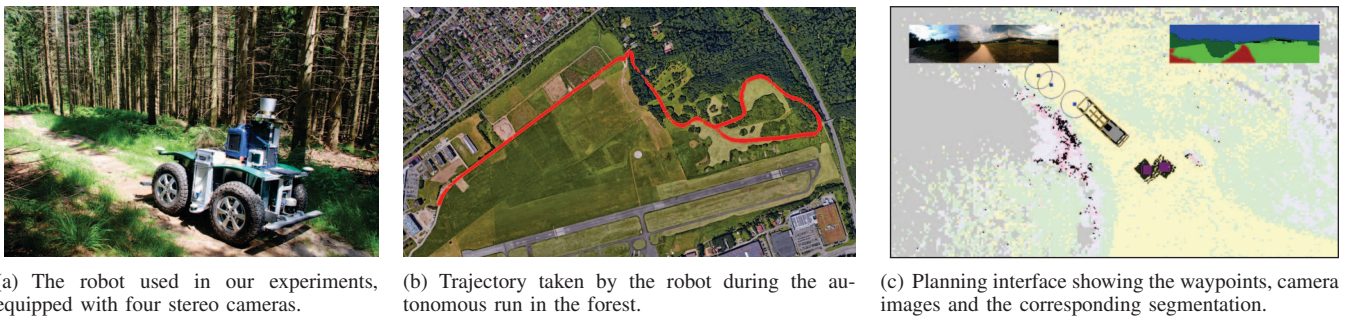 (a) The robot used in our experiments,
equipped with four stereo cameras.
(b) Trajectory taken by the robot during the au-
tonomous run in the forest.
(c) Planning interface showing the waypoints, camera
images and the corresponding segmentation.